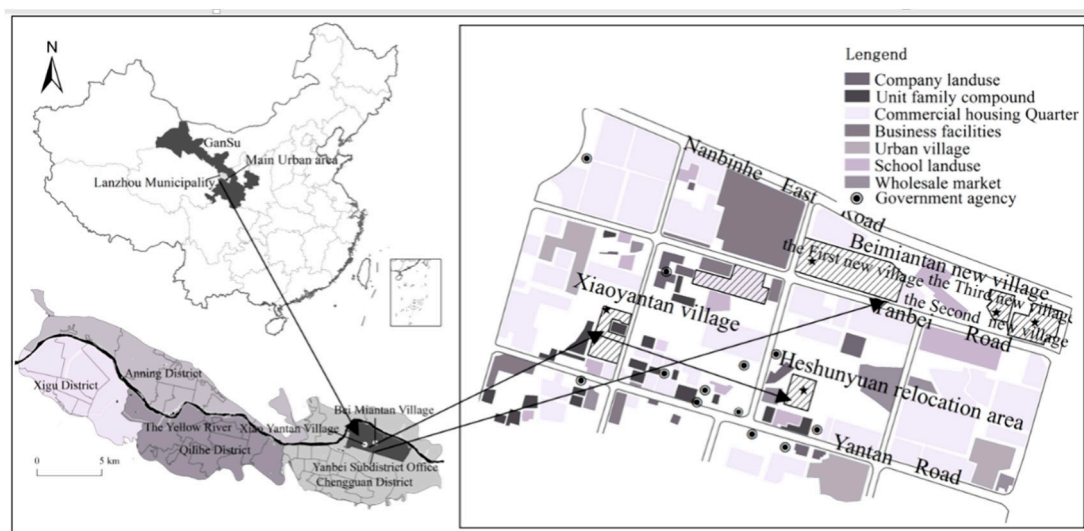 N
GanSu
Main Urban area
Lanzhou Municipality
Anning District
Xigu District
Bei Miantan Village
The Yellow River
Xiao Yantan Village
Qilihe District
Yanbei Subdistrict Office
Chengguan District
0
5 km
Lengend
Company landuse
Unit family compound
Commercial housing Quarter
Business facilities
Urban village
School landuse
Wholesale market
Government agency
Nanbinhe East Road
Beimiantan new village
the First new village
the Third new village
the Second new village
Yanbei Road
Xiaoyantan village
Heshunyuan relocation area
Yantan Road